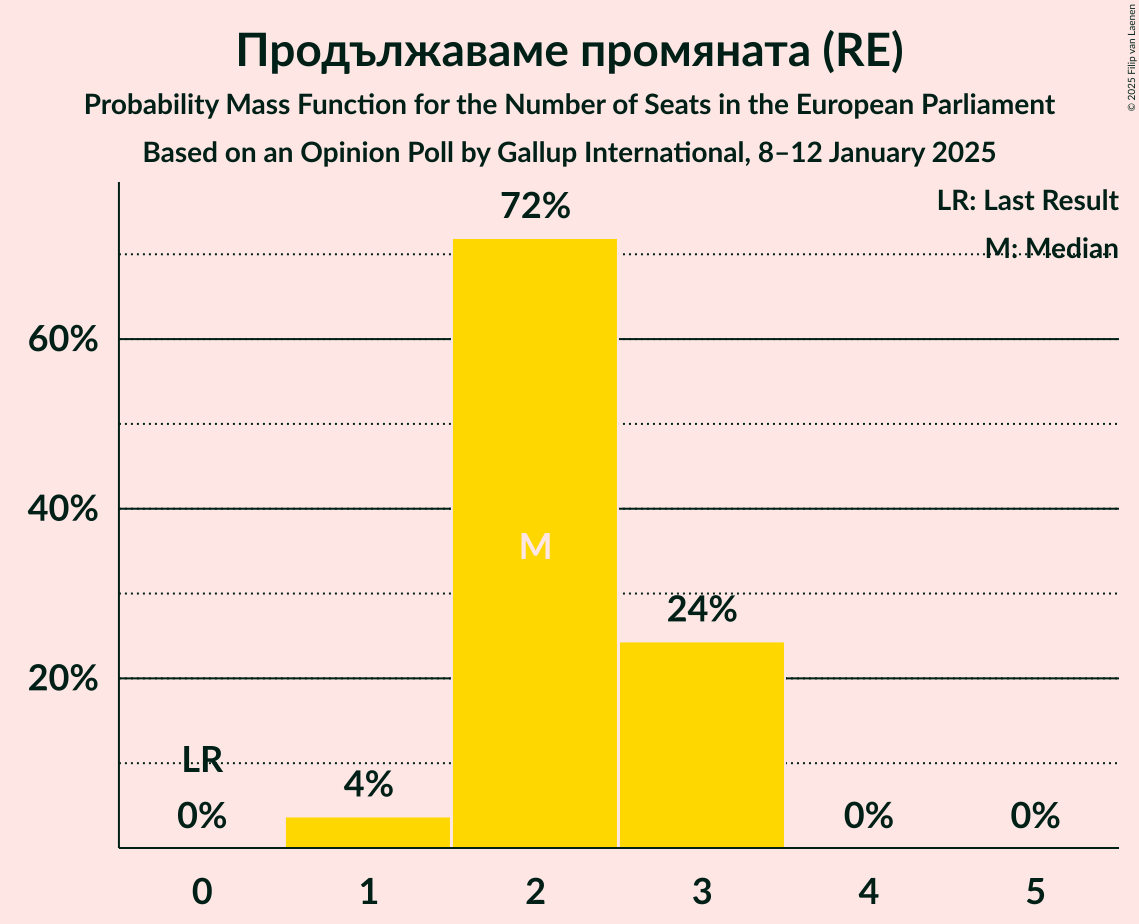 Продължаваме промяната (RE)
Probability Mass Function for the Number of Seats in the European Parliament
Based on an Opinion Poll by Gallup International, 8–12 January 2025
© 2025 Filip van Laenen
LR: Last Result
M: Median
72%
60%
40%
M
24%
20%
LR
4%
0%
0%
0%
0 1 2 3 4 5